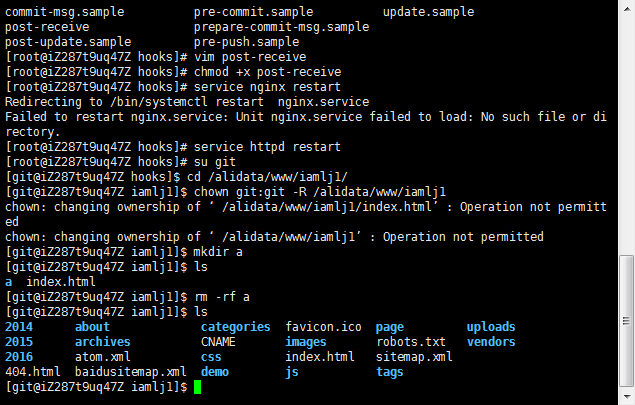 commit-msg.sample pre-commit.sample update.sample
post-receive prepare-commit-msg.sample
post-update.sample pre-push.sample
[root@iZ287t9uq47Z hooks]# vim post-receive
[root@iZ287t9uq47Z hooks]# chmod +x post-receive
[root@iZ287t9uq47Z hooks]# service nginx restart
Redirecting to /bin/systemctl restart  nginx.service
Failed to restart nginx.service: Unit nginx.service failed to load: No such file or di
rectory.
[root@iZ287t9uq47Z hooks]# service httpd restart
[root@iZ287t9uq47Z hooks]# su git
[git@iZ287t9uq47Z hooks]$ cd /alidata/www/iamlj1/
[git@iZ287t9uq47Z iamlj1]$ chown git:git -R /alidata/www/iamlj1
chown: changing ownership of ‘ /alidata/www/iamlj1/index.html’ : Operation not permitt
ed
chown: changing ownership of ‘ /alidata/www/iamlj1’ : Operation not permitted
[git@iZ287t9uq47Z iamlj1]$ mkdir a
[git@iZ287t9uq47Z iamlj1]$ ls
a  index.html
[git@iZ287t9uq47Z iamlj1]$ rm -rf a
[git@iZ287t9uq47Z iamlj1]$ ls
2014 about categories favicon.ico page uploads
2015 archives CNAME images robots.txt vendors
2016 atom.xml css index.html sitemap.xml
404.html baidusitemap.xml demo js tags
[git@iZ287t9uq47Z iamlj1]$